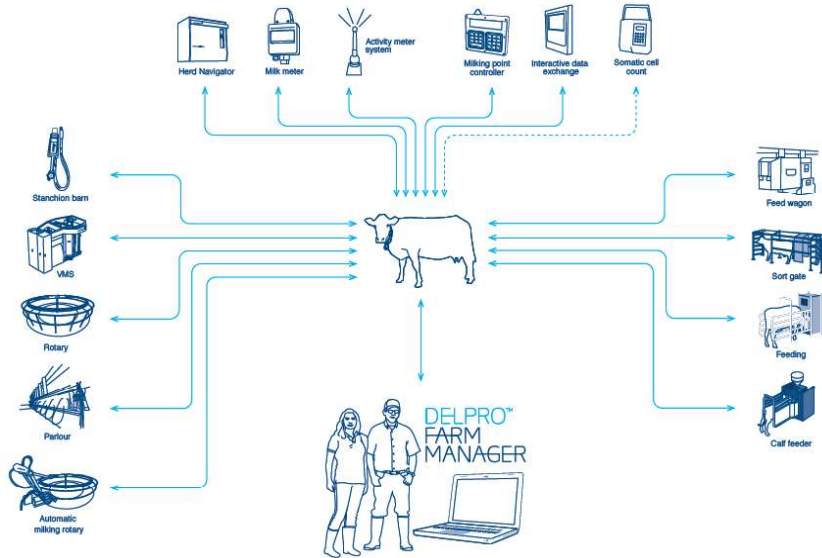 Herd Navigator
Milk meter
Activity meter
system
Milking point
controller
Interactive data
exchange
Somatic cell
count
Stanchion barn
Feed wagon
VMS
Sort gate
Rotary
Feeding
Parlour
Calf feeder
Automatic
milking rotary
DELPRO™
FARM
MANAGER